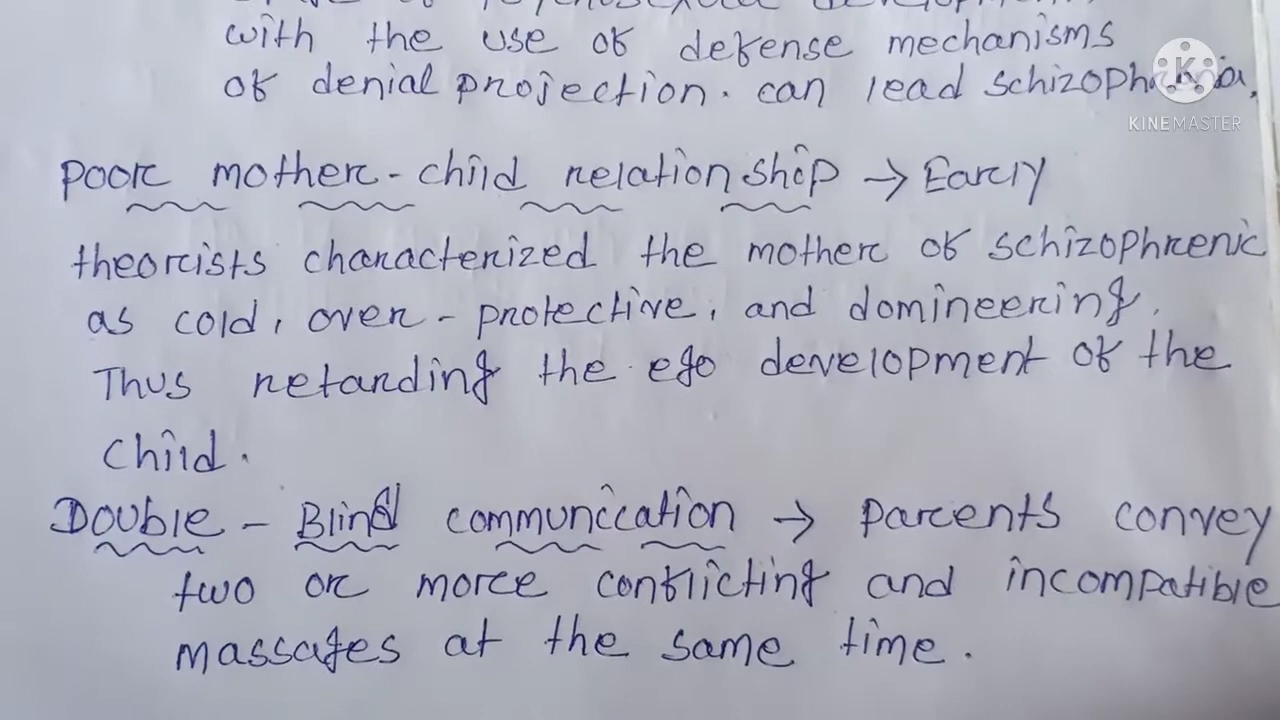 with the use of defense mechanisms
of denial projection. can lead schizophrenia,
KINEMASTER
Poor mother-child relationship → Early
theorists characterized the mother of schizophrenic
as cold, over-protective, and domineering.
Thus retarding the ego development of the
child.
Double-Blind communication → parents convey
two or more conflicting and incompatible
massages at the same time.